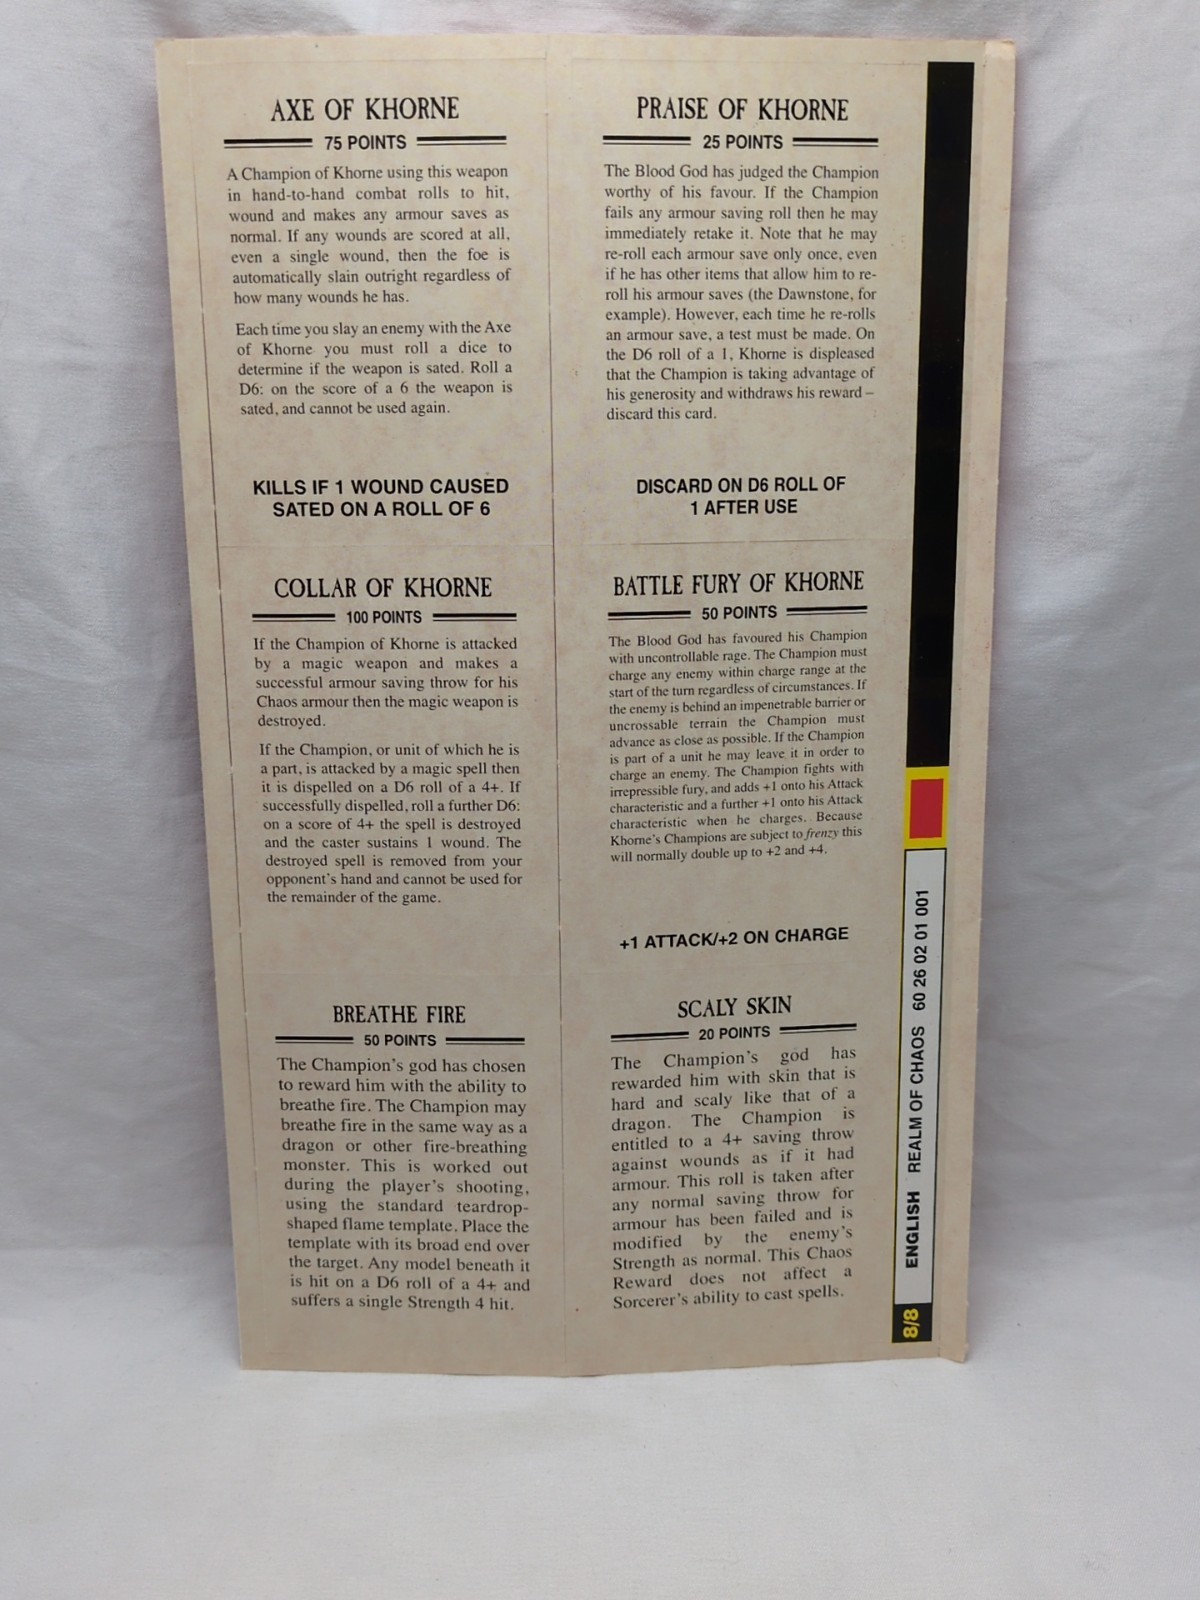 AXE OF KHORNE
75 POINTS
A Champion of Khorne using this weapon
in hand-to-hand combat rolls to hit,
wound and makes any armour saves as
normal. If any wounds are scored at all,
even a single wound, then the foe is
automatically slain outright regardless of
how many wounds he has.
Each time you slay an enemy with the Axe
of Khorne you must roll a dice to
determine if the weapon is sated. Roll a
D6: on the score of a 6 the weapon is
sated, and cannot be used again.
KILLS IF 1 WOUND CAUSED
SATED ON A ROLL OF 6
PRAISE OF KHORNE
25 POINTS
The Blood God has judged the Champion
worthy of his favour. If the Champion
fails any armour saving roll then he may
immediately retake it. Note that he may
re-roll each armour save only once, even
if he has other items that allow him to re-
roll his armour saves (the Dawnstone, for
example). However, each time he re-rolls
an armour save, a test must be made. On
the D6 roll of a 1, Khorne is displeased
that the Champion is taking advantage of
his generosity and withdraws his reward –
discard this card.
DISCARD ON D6 ROLL OF
1 AFTER USE
COLLAR OF KHORNE
100 POINTS
If the Champion of Khorne is attacked
by a magic weapon and makes a
successful armour saving throw for his
Chaos armour then the magic weapon is
destroyed.
If the Champion, or unit of which he is
a part, is attacked by a magic spell then
it is dispelled on a D6 roll of a 4+. If
successfully dispelled, roll a further D6:
on a score of 4+ the spell is destroyed
and the caster sustains 1 wound. The
destroyed spell is removed from your
opponent's hand and cannot be used for
the remainder of the game.
BATTLE FURY OF KHORNE
50 POINTS
The Blood God has favoured his Champion
with uncontrollable rage. The Champion must
charge any enemy within charge range at the
start of the turn regardless of circumstances. If
the enemy is behind an impenetrable barrier or
uncrossable terrain the Champion must
advance as close as possible. If the Champion
is part of a unit he may leave it in order to
charge an enemy. The Champion fights with
irrepressible fury, and adds +1 onto his Attack
characteristic and a further +1 onto his Attack
characteristic when he charges. Because
Khorne's Champions are subject to frenzy this
will normally double up to +2 and +4.
+1 ATTACK/+2 ON CHARGE
BREATHE FIRE
50 POINTS
The Champion's god has chosen
to reward him with the ability to
breathe fire. The Champion may
breathe fire in the same way as a
dragon or other fire-breathing
monster. This is worked out
during the player's shooting,
using the standard teardrop-
shaped flame template. Place the
template with its broad end over
the target. Any model beneath it
is hit on a D6 roll of a 4+ and
suffers a single Strength 4 hit.
SCALY SKIN
20 POINTS
The Champion's god has
rewarded him with skin that is
hard and scaly like that of a
dragon. The Champion is
entitled to a 4+ saving throw
against wounds as if it had
armour. This roll is taken after
any normal saving throw for
armour has been failed and is
modified by the enemy's
Strength as normal. This Chaos
Reward does not affect a
Sorcerer's ability to cast spells.
8/8 ENGLISH REALM OF CHAOS 60 26 02 01 001